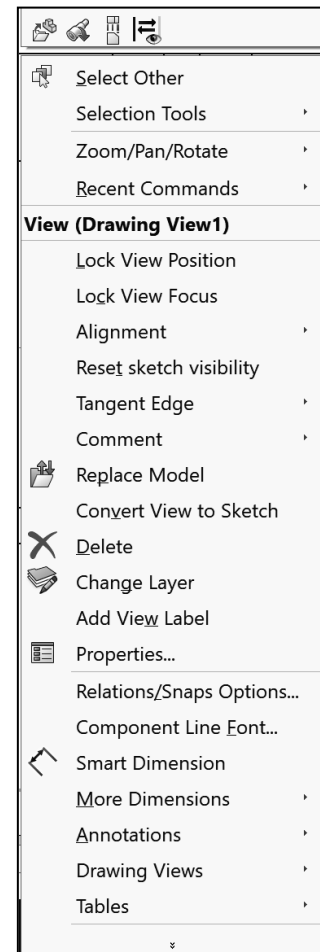 Select Other
Selection Tools
Zoom/Pan/Rotate
Recent Commands
View (Drawing View1)
Lock View Position
Lock View Focus
Alignment
Reset sketch visibility
Tangent Edge
Comment
Replace Model
Convert View to Sketch
Delete
Change Layer
Add View Label
Properties...
Relations/Snaps Options...
Component Line Font...
Smart Dimension
More Dimensions
Annotations
Drawing Views
Tables